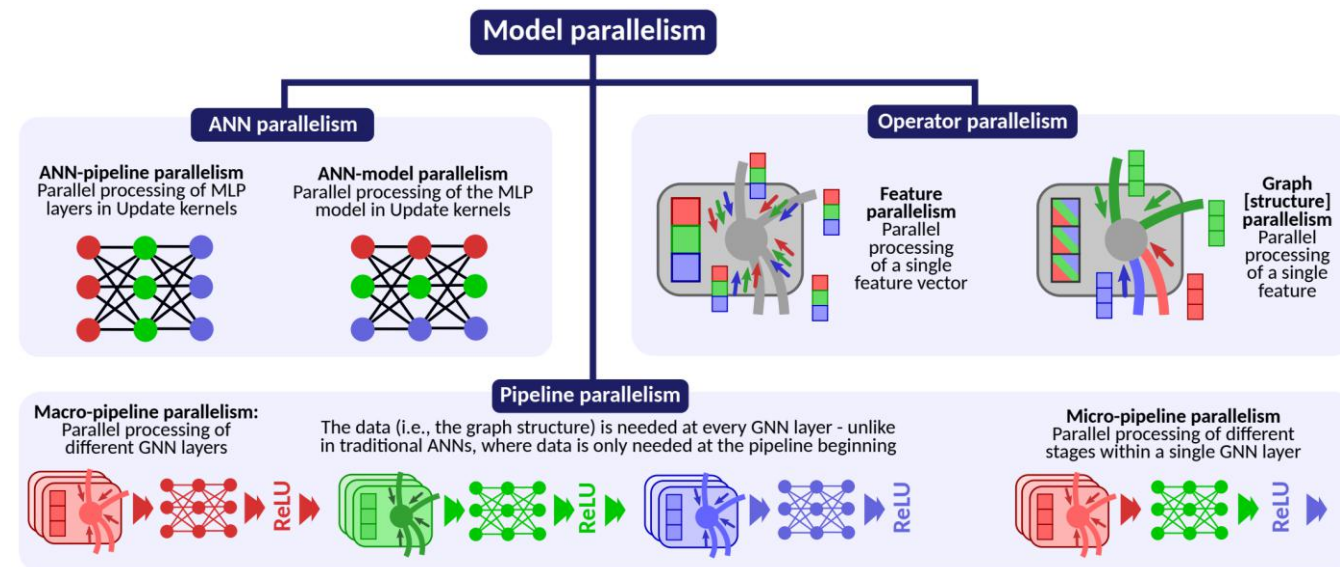 Model parallelism
ANN parallelism
ANN-pipeline parallelism
Parallel processing of MLP
layers in Update kernels
ANN-model parallelism
Parallel processing of the MLP
model in Update kernels
Operator parallelism
Feature
parallelism
Parallel
processing
of a single
feature vector
Graph
[structure]
parallelism
Parallel
processing
of a single
feature
Pipeline parallelism
Macro-pipeline parallelism:
Parallel processing of
different GNN layers
The data (i.e., the graph structure) is needed at every GNN layer - unlike
in traditional ANNs, where data is only needed at the pipeline beginning
Micro-pipeline parallelism
Parallel processing of different
stages within a single GNN layer
ReLU
ReLU
ReLU
ReLU